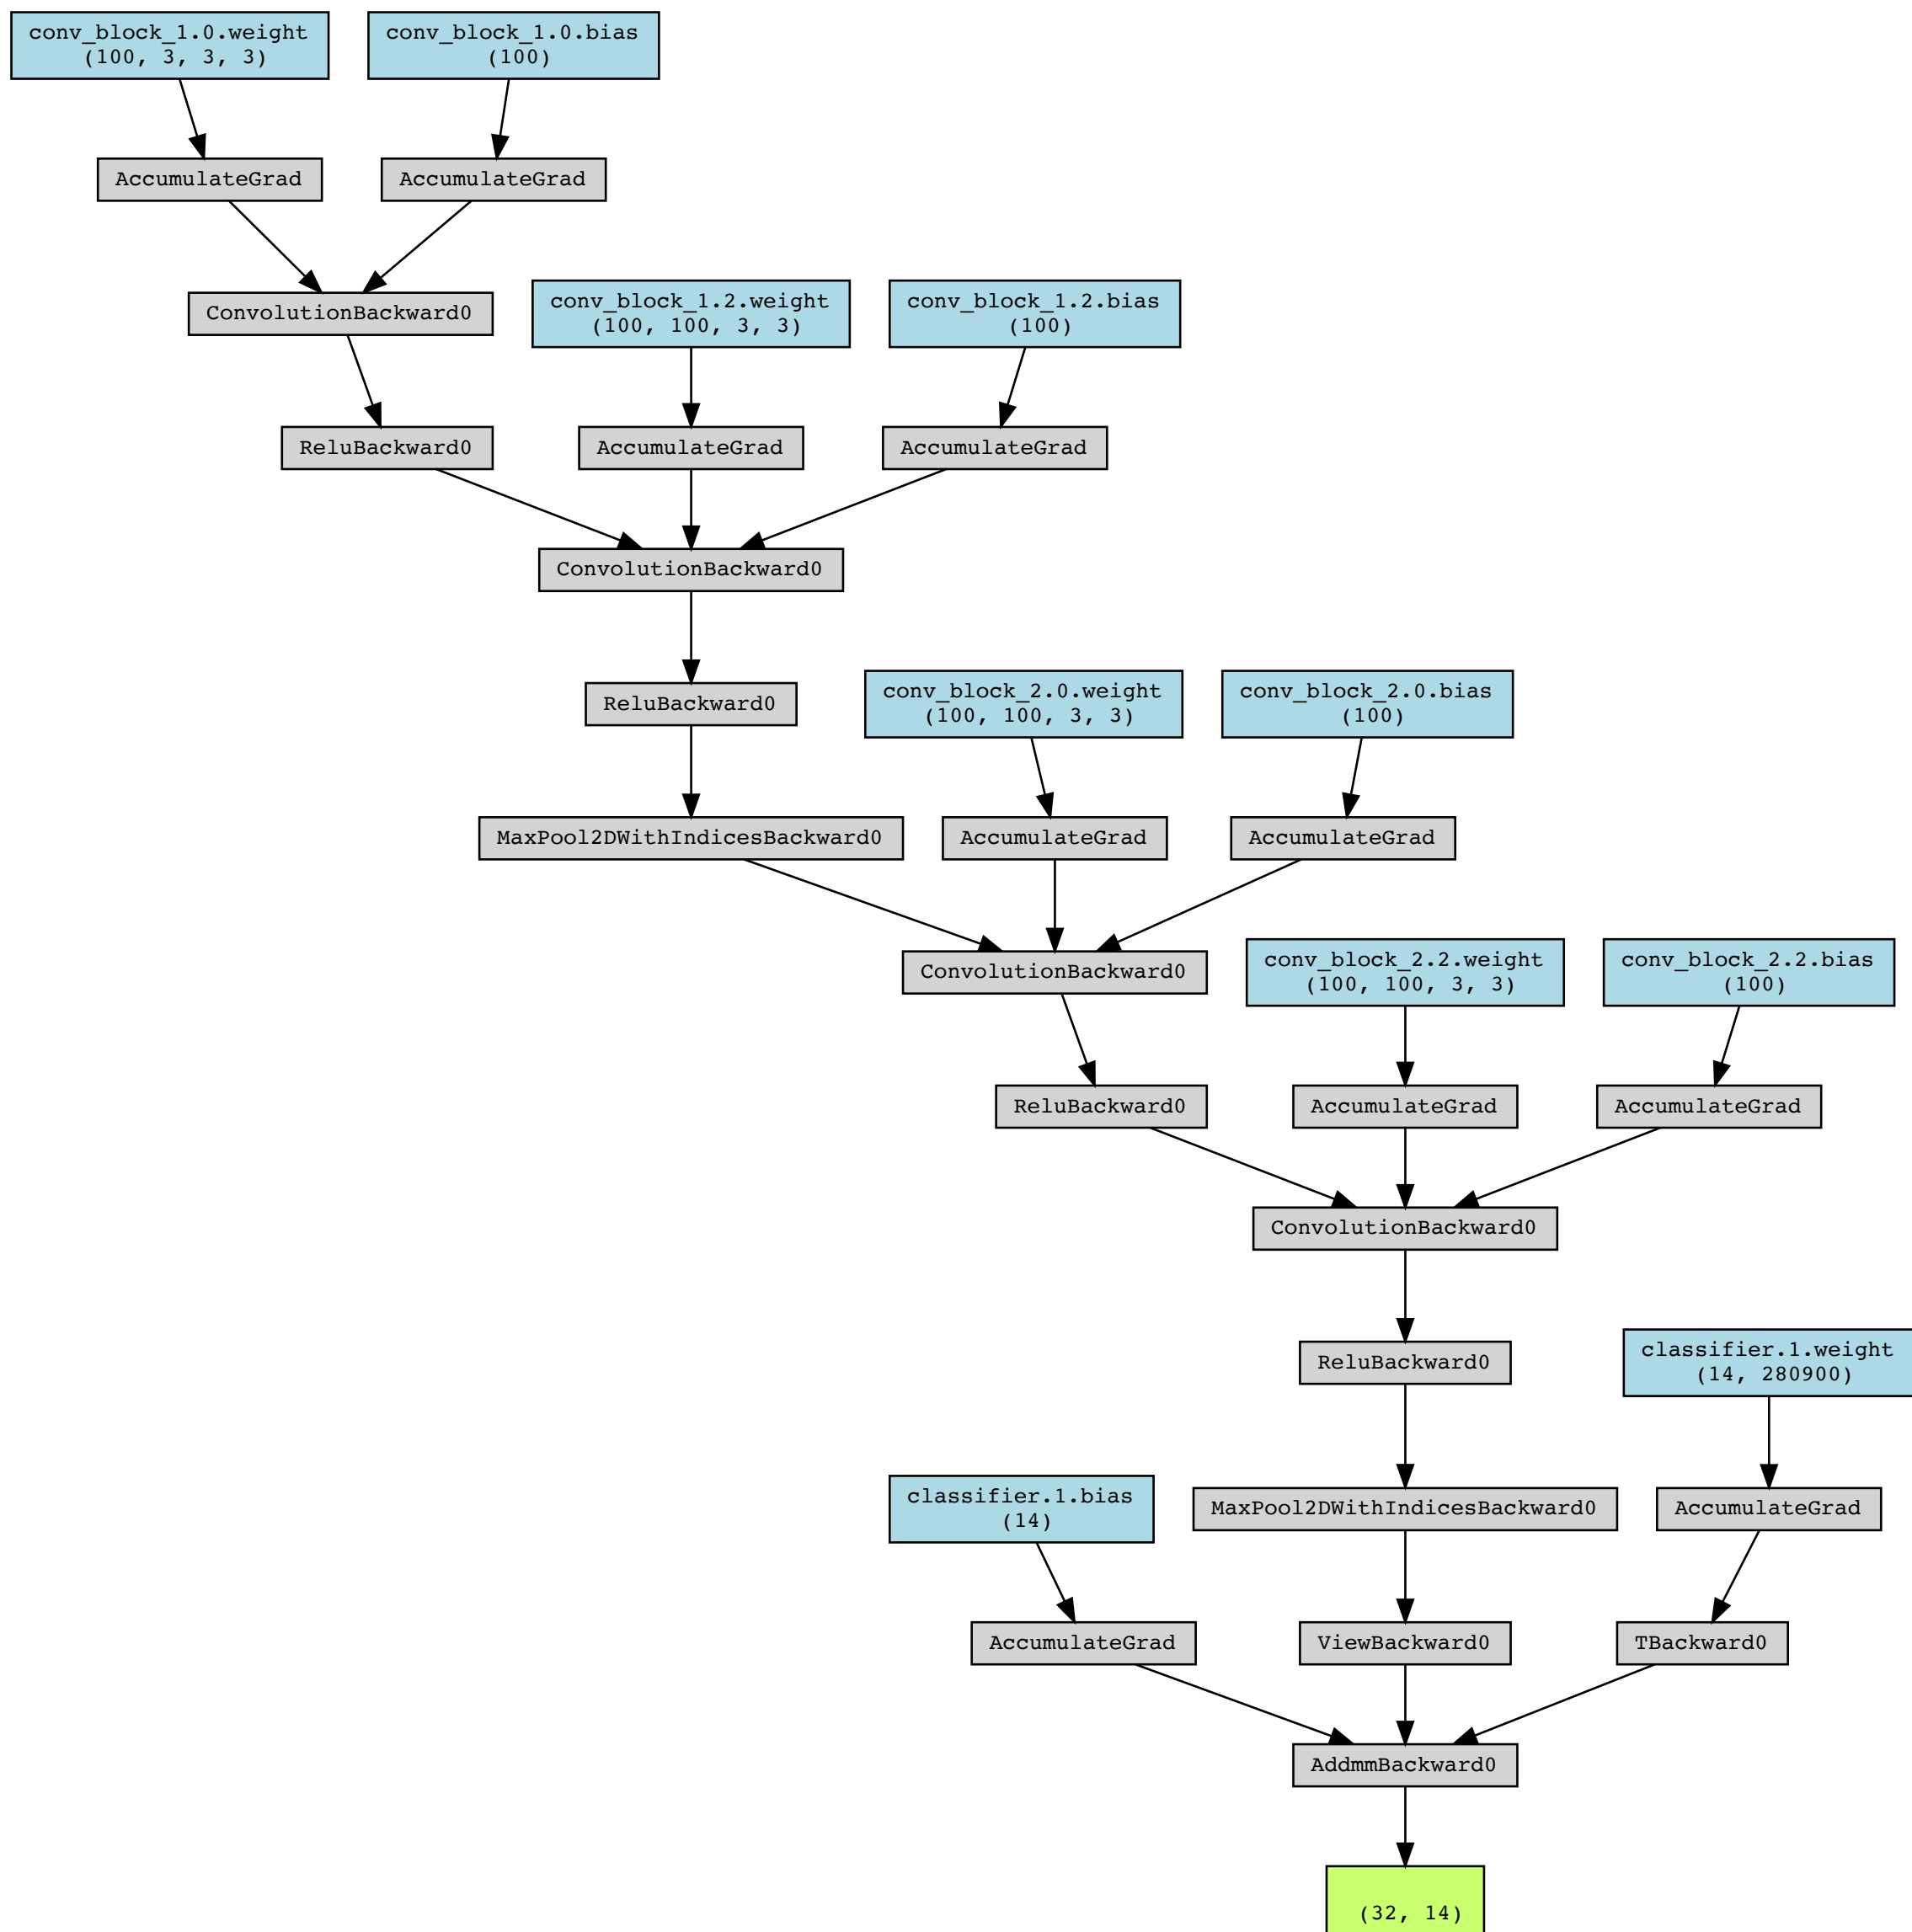 conv_block_1.0.weight
(100, 3, 3, 3)
conv_block_1.0.bias
(100)
AccumulateGrad
AccumulateGrad
ConvolutionBackward0
conv_block_1.2.weight
(100, 100, 3, 3)
conv_block_1.2.bias
(100)
ReluBackward0
AccumulateGrad
AccumulateGrad
ConvolutionBackward0
ReluBackward0
conv_block_2.0.weight
(100, 100, 3, 3)
conv_block_2.0.bias
(100)
MaxPool2DWithIndicesBackward0
AccumulateGrad
AccumulateGrad
ConvolutionBackward0
conv_block_2.2.weight
(100, 100, 3, 3)
conv_block_2.2.bias
(100)
ReluBackward0
AccumulateGrad
AccumulateGrad
ConvolutionBackward0
ReluBackward0
classifier.1.weight
(14, 280900)
classifier.1.bias
(14)
MaxPool2DWithIndicesBackward0
AccumulateGrad
AccumulateGrad
ViewBackward0
TBackward0
AddmmBackward0
(32, 14)